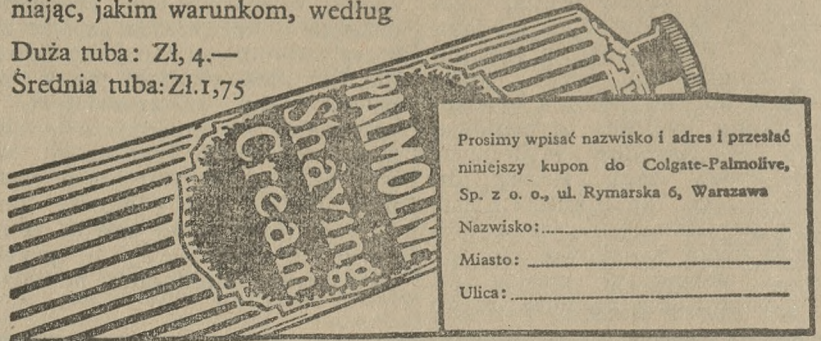 niając, jakim warunkom, według
Duża tuba: Zł, 4.—
Średnia tuba: Zł. 1,75
PALMOLIVE
Shaving
Cream
Prosimy wpisać nazwisko i adres i przesłać
niniejszy kupon do Colgate-Palmolive,
Sp. z o. o., ul. Rymarska 6, Warszawa
Nazwisko:
Miasto:
Ulica: